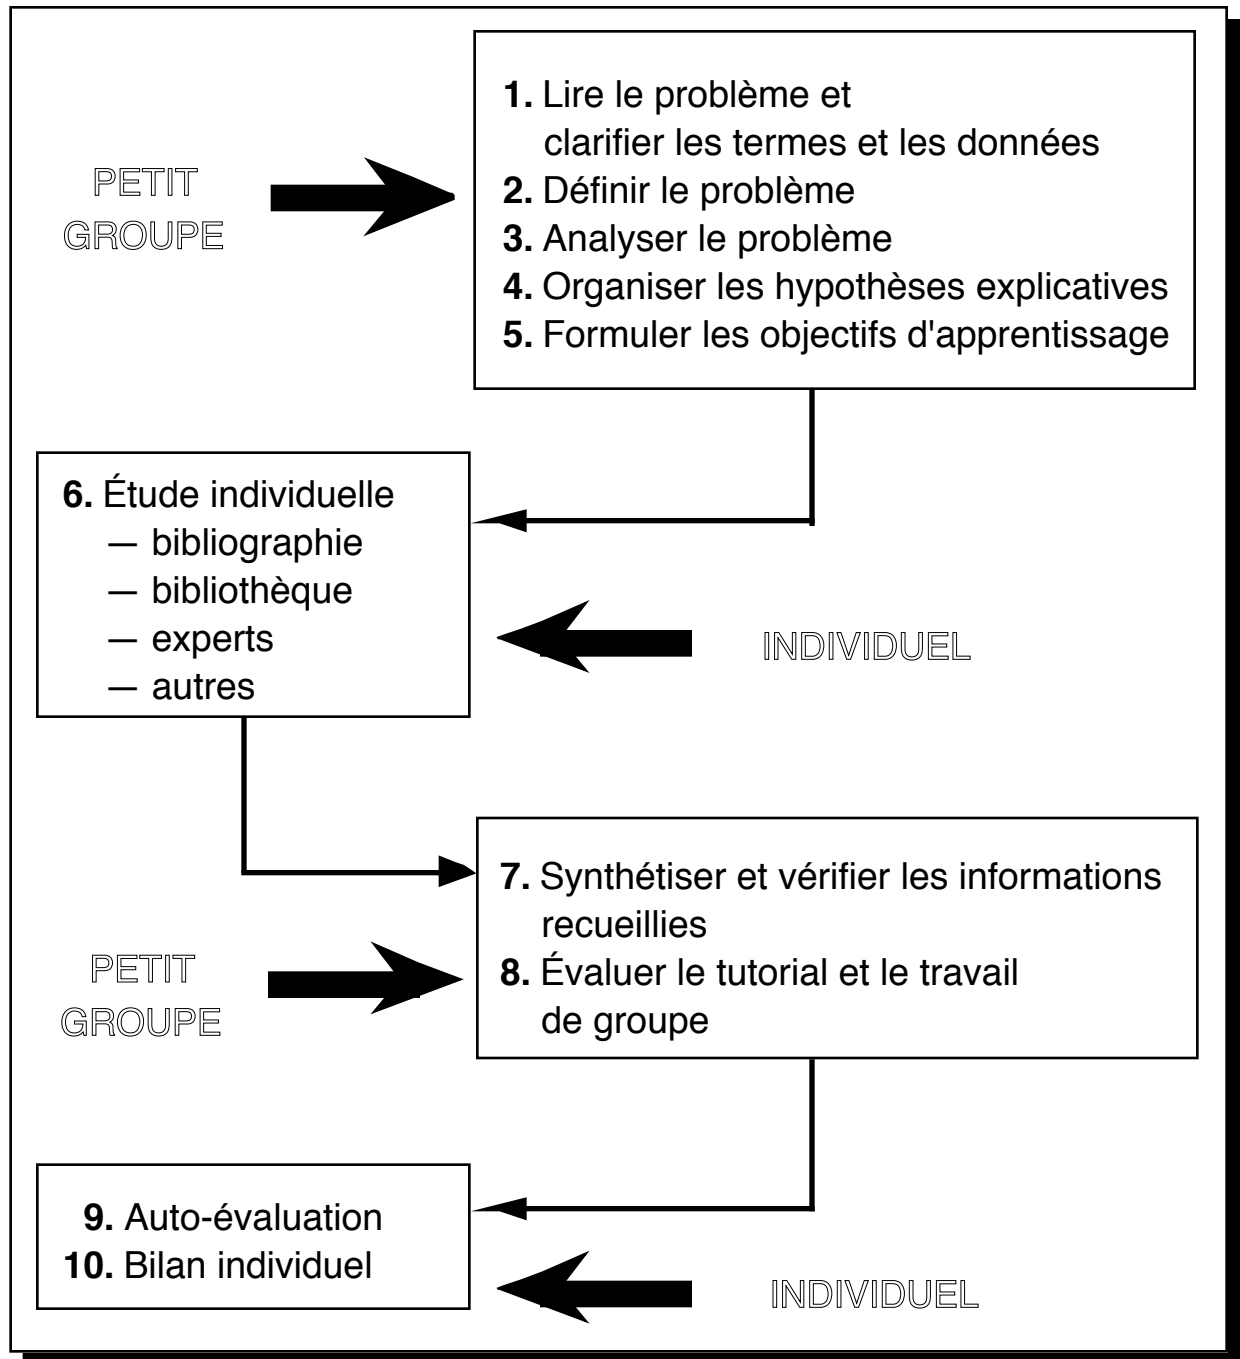 PETIT
GROUPE
1. Lire le problème et
clarifier les termes et les données
2. Définir le problème
3. Analyser le problème
4. Organiser les hypothèses explicatives
5. Formuler les objectifs d'apprentissage
6. Étude individuelle
— bibliographie
— bibliothèque
— experts
— autres
INDIVIDUEL
7. Synthétiser et vérifier les informations
recueillies
8. Évaluer le tutorial et le travail
de groupe
PETIT
GROUPE
9. Auto-évaluation
10. Bilan individuel
INDIVIDUEL